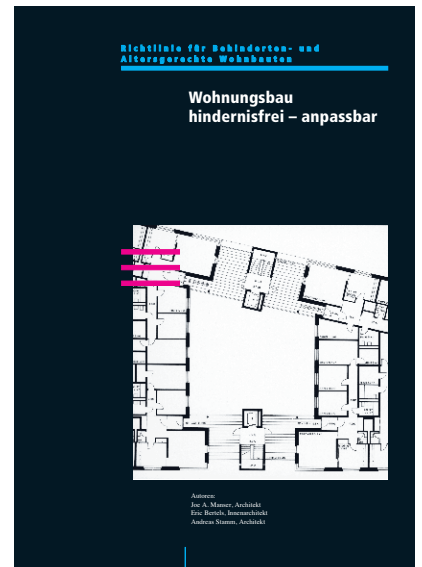 Richtlinie für Behinderten- und
Altersgerechte Wohnbauten
Wohnungsbau
hindernisfrei – anpassbar
Autoren:
Joe A. Manser, Architekt
Eric Bertels, Innenarchitekt
Andreas Stamm, Architekt